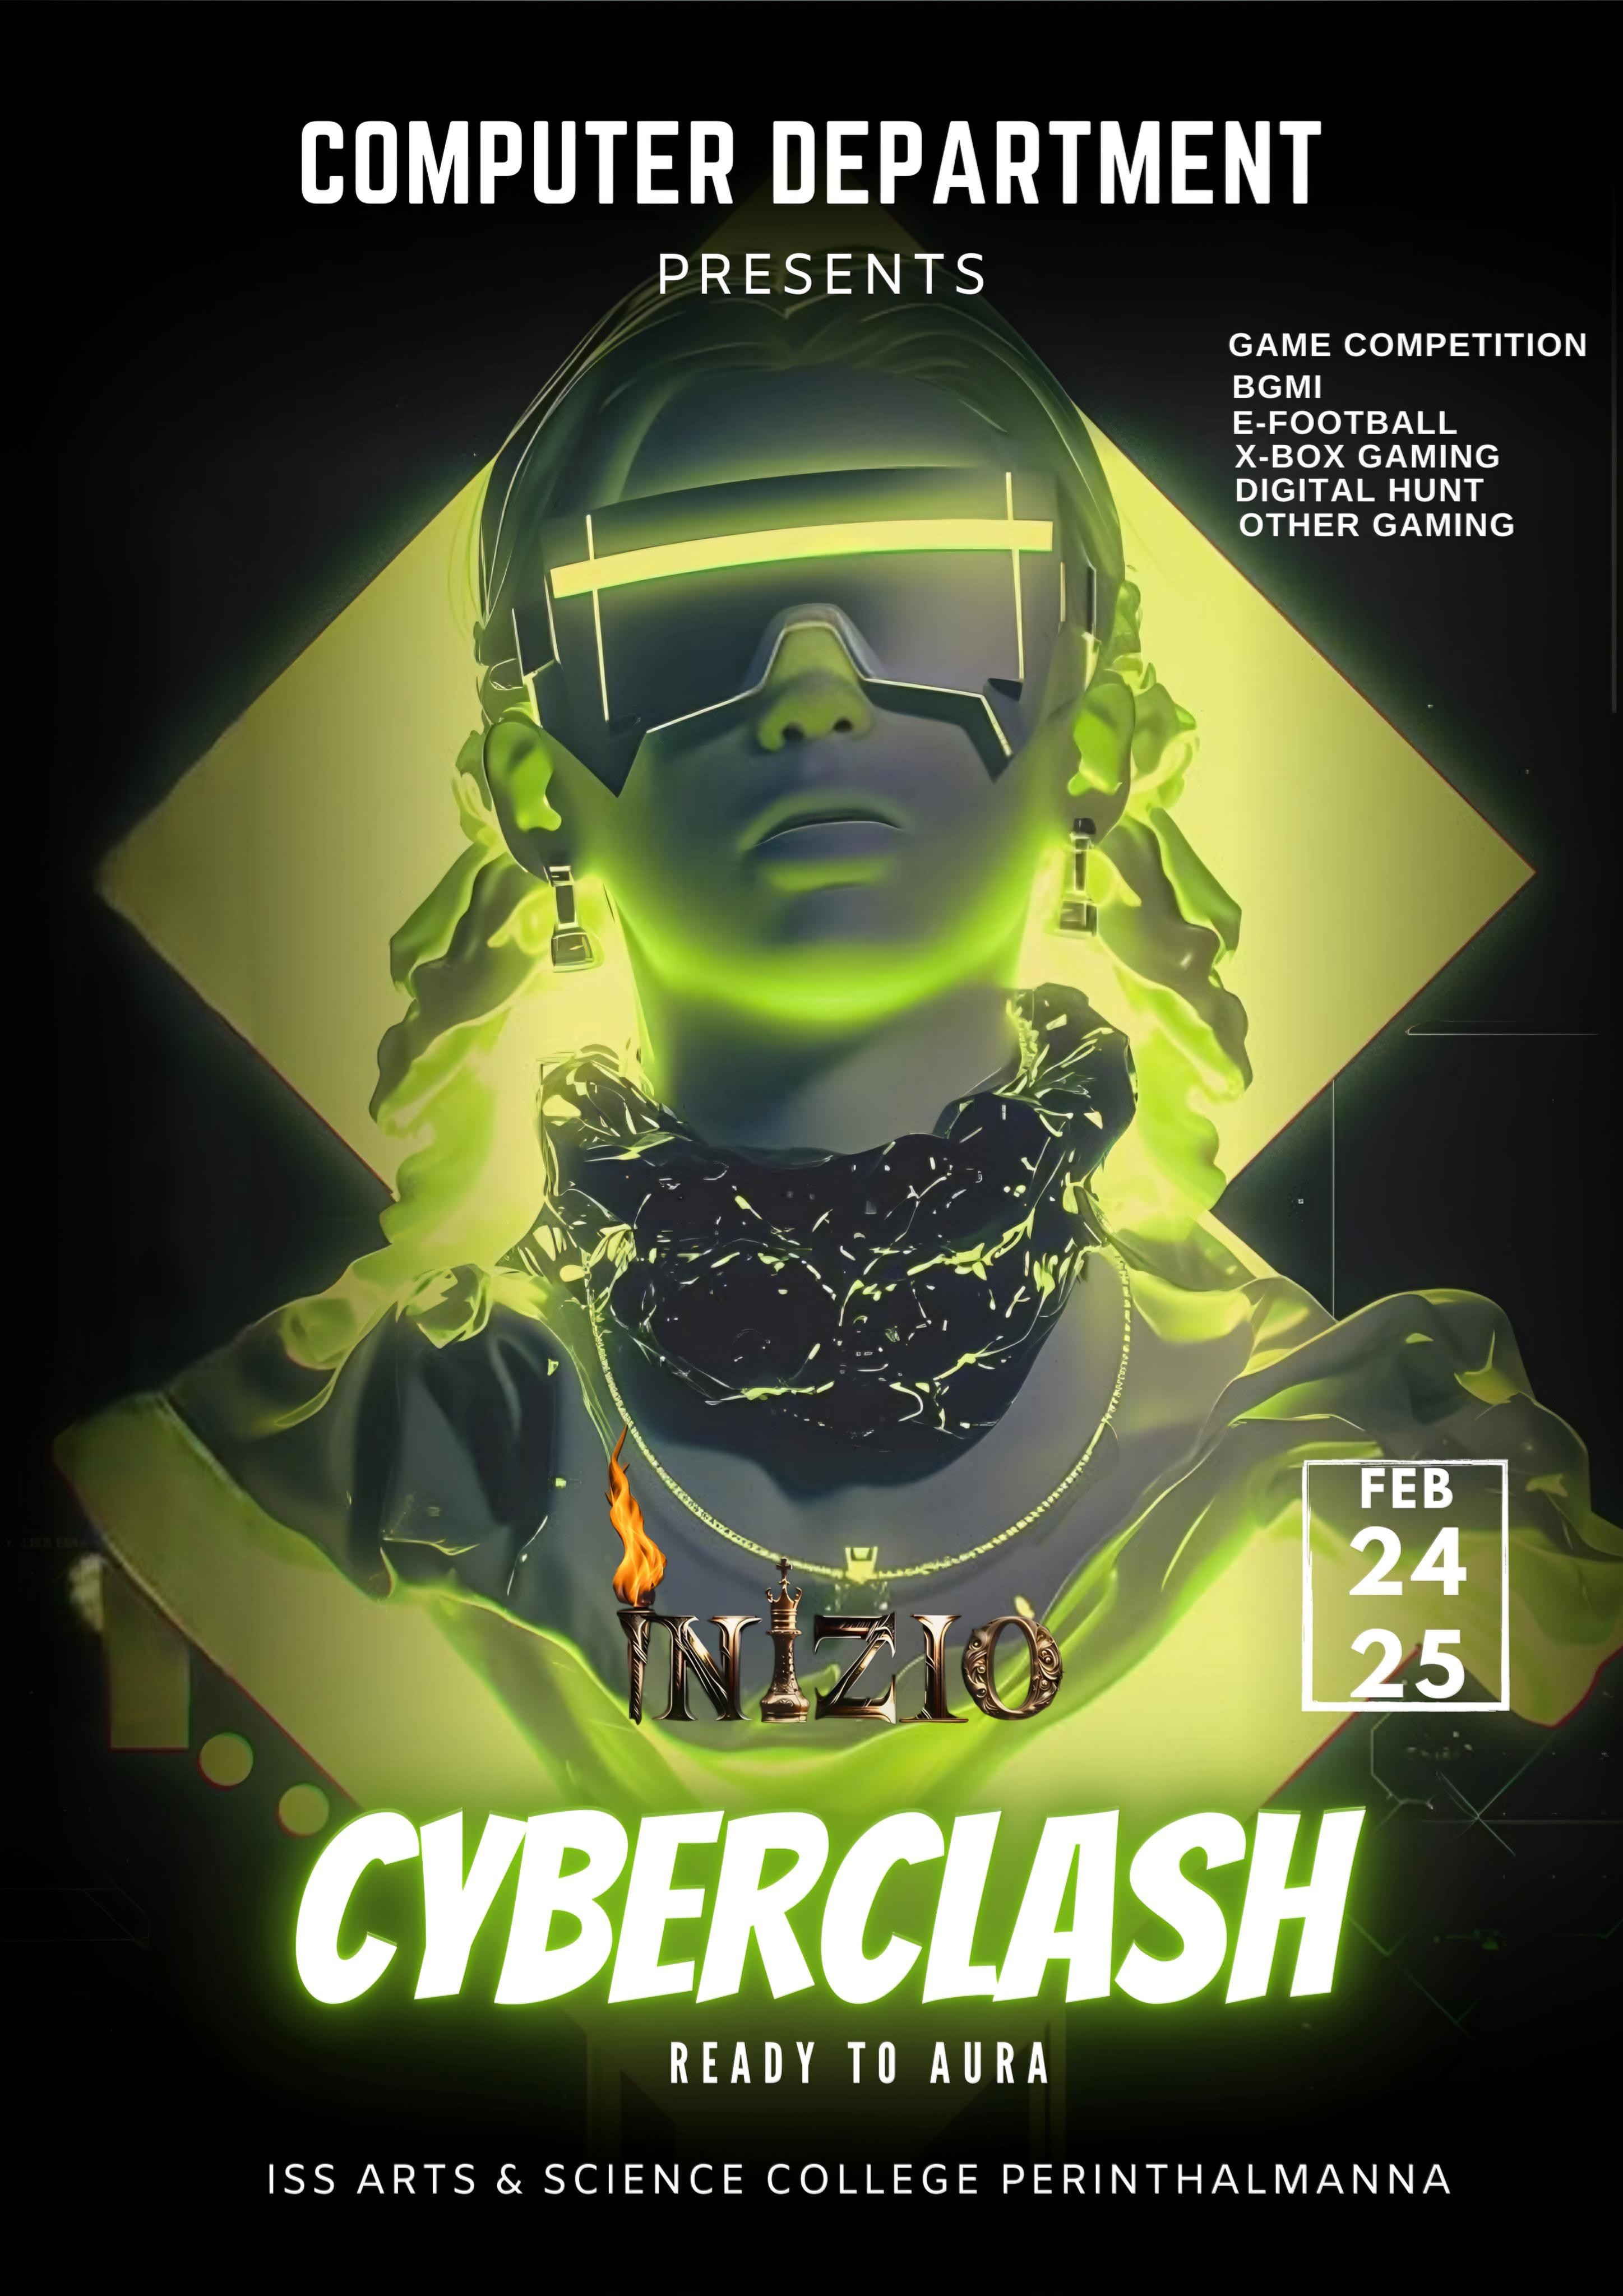 COMPUTER DEPARTMENT
PRESENTS
GAME COMPETITION
BGMI
E-FOOTBALL
X-BOX GAMING
DIGITAL HUNT
OTHER GAMING
FEB
24
25
INIZIO
CYBERCLASH
READY TO AURA
ISS ARTS & SCIENCE COLLEGE PERINTHALMANNA